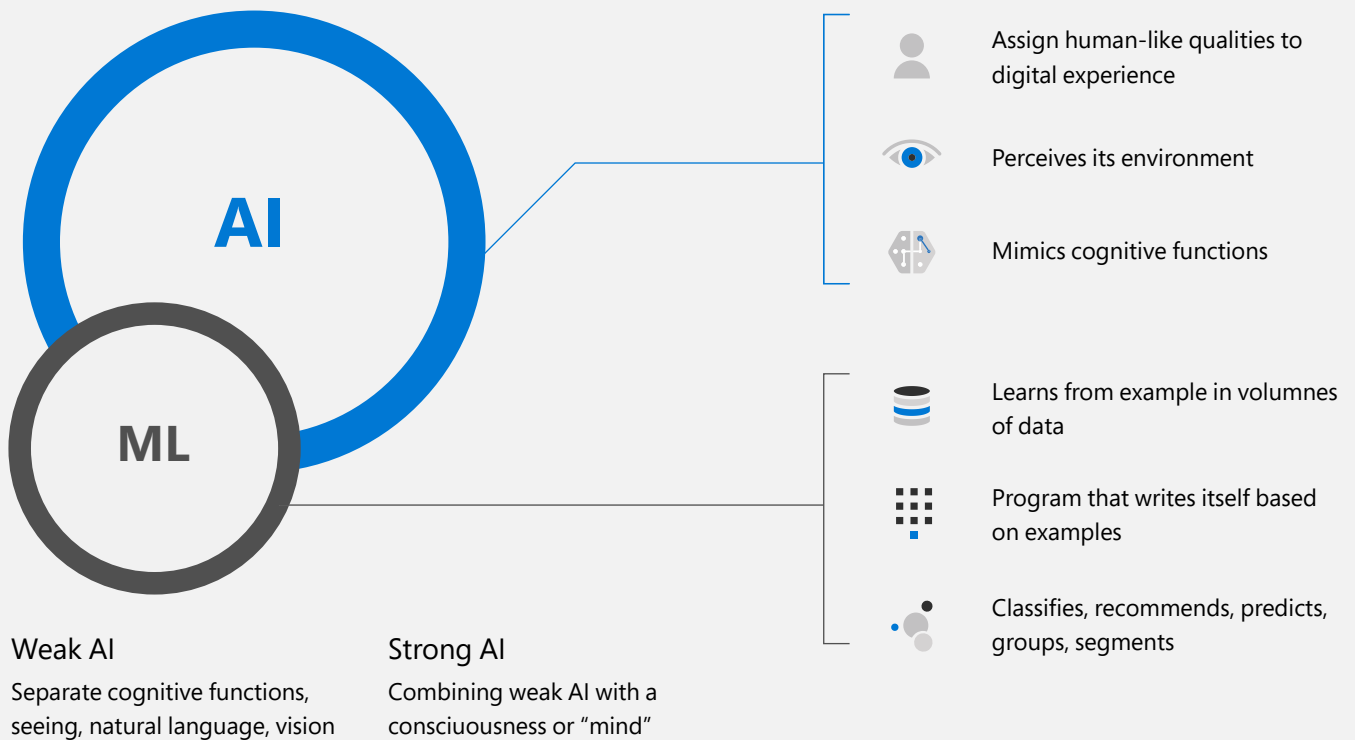 AI
ML
Assign human-like qualities to
digital experience
Perceives its environment
Mimics cognitive functions
Learns from example in volumnes
of data
Program that writes itself based
on examples
Classifies, recommends, predicts,
groups, segments
Weak AI
Separate cognitive functions,
seeing, natural language, vision
Strong AI
Combining weak AI with a
consciuousness or “mind”